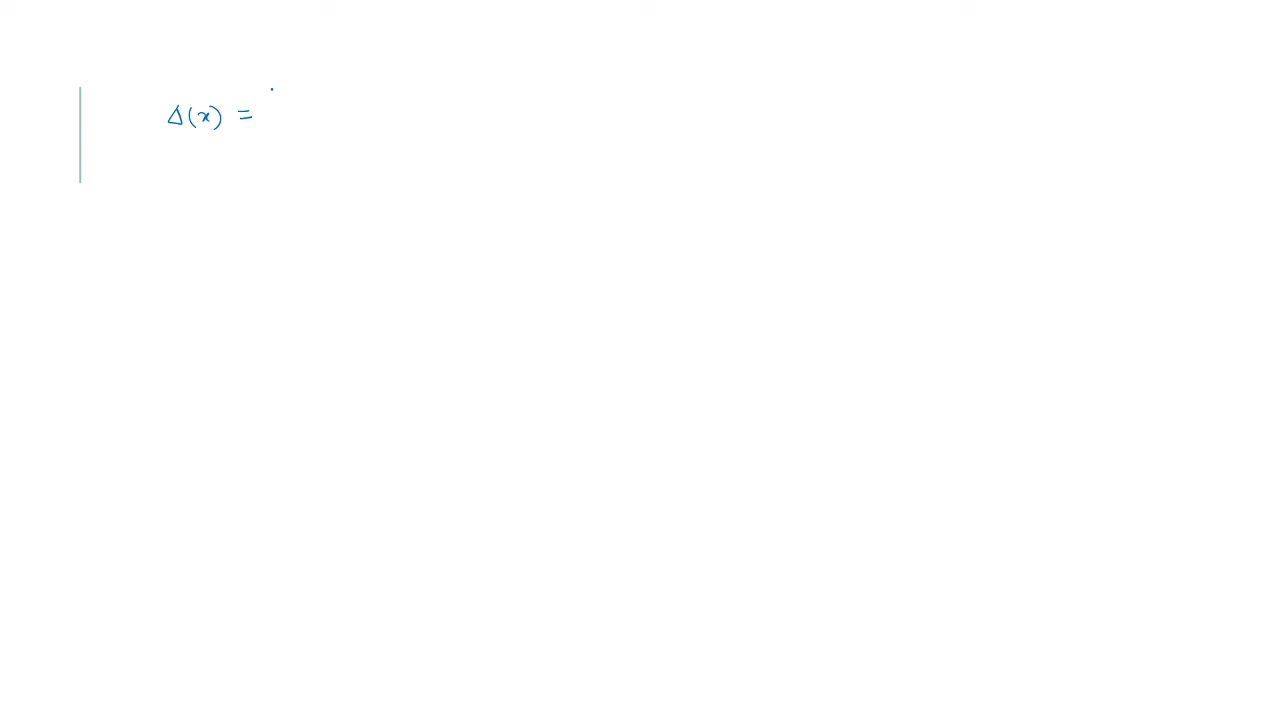 Δ(x) =